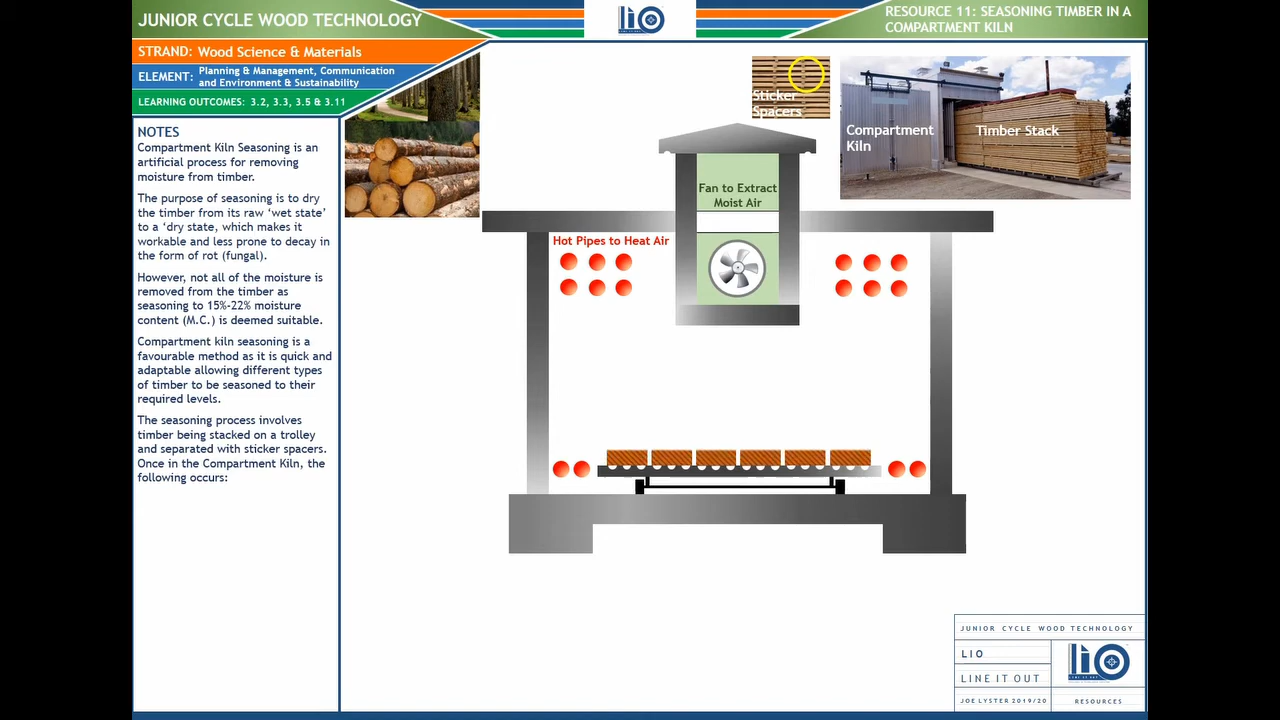 JUNIOR CYCLE WOOD TECHNOLOGY
LIO
RESOURCE 11: SEASONING TIMBER IN A
COMPARTMENT KILN
STRAND: Wood Science & Materials
ELEMENT: Planning & Management, Communication
and Environment & Sustainability
LEARNING OUTCOMES: 3.2, 3.3, 3.5 & 3.11
NOTES
Compartment Kiln Seasoning is an
artificial process for removing
moisture from timber.
The purpose of seasoning is to dry
the timber from its raw ‘wet state’
to a ‘dry state, which makes it
workable and less prone to decay in
the form of rot (fungal).
However, not all of the moisture is
removed from the timber as
seasoning to 15%-22% moisture
content (M.C.) is deemed suitable.
Compartment kiln seasoning is a
favourable method as it is quick and
adaptable allowing different types
of timber to be seasoned to their
required levels.
The seasoning process involves
timber being stacked on a trolley
and separated with sticker spacers.
Once in the Compartment Kiln, the
following occurs:
Sticker
Spacers
Compartment
Kiln
Timber Stack
Fan to Extract
Moist Air
Hot Pipes to Heat Air
JUNIOR CYCLE WOOD TECHNOLOGY
LIO
LINE IT OUT
LIO
JOE LYSTER 2019/20
RESOURCES